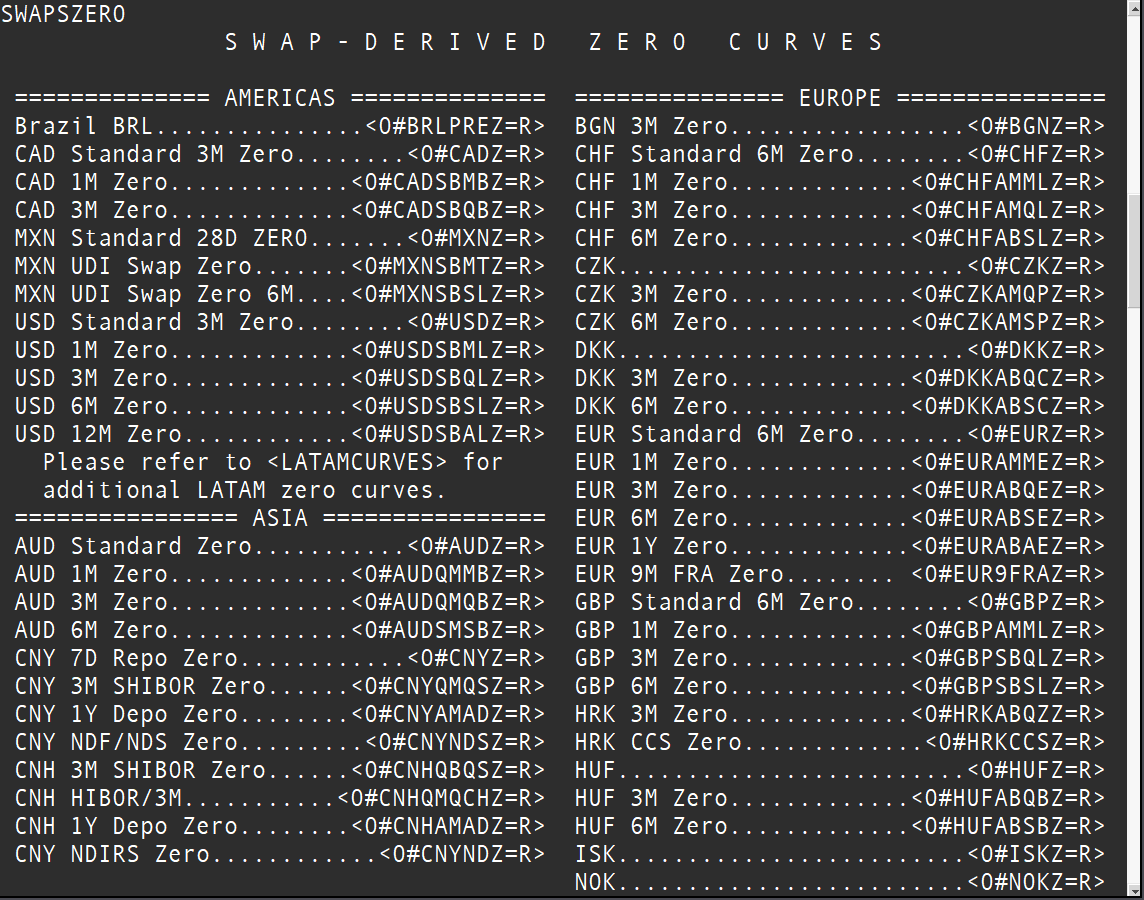 SWAPSZERO
S W A P - D E R I V E D   Z E R O   C U R V E S
============== AMERICAS ==============
Brazil BRL...............<0#BRLPREZ=R>
CAD Standard 3M Zero........<0#CADZ=R>
CAD 1M Zero.............<0#CADSBMBZ=R>
CAD 3M Zero.............<0#CADSBQBZ=R>
MXN Standard 28D ZERO.......<0#MXNZ=R>
MXN UDI Swap Zero.......<0#MXNSBMTZ=R>
MXN UDI Swap Zero 6M....<0#MXNSBSLZ=R>
USD Standard 3M Zero........<0#USDZ=R>
USD 1M Zero.............<0#USDSBMLZ=R>
USD 3M Zero.............<0#USDSBQLZ=R>
USD 6M Zero.............<0#USDSBSLZ=R>
USD 12M Zero............<0#USDSBALZ=R>
Please refer to <LATAMCURVES> for
additional LATAM zero curves.
================ ASIA ================
AUD Standard Zero...........<0#AUDZ=R>
AUD 1M Zero.............<0#AUDQMMBZ=R>
AUD 3M Zero.............<0#AUDQMQBZ=R>
AUD 6M Zero.............<0#AUDSMSBZ=R>
CNY 7D Repo Zero............<0#CNYZ=R>
CNY 3M SHIBOR Zero......<0#CNYQMQSZ=R>
CNY 1Y Depo Zero........<0#CNYAMADZ=R>
CNY NDF/NDS Zero.........<0#CNYNDSZ=R>
CNH 3M SHIBOR Zero......<0#CNHQBQSZ=R>
CNH HIBOR/3M...........<0#CNHQMQCHZ=R>
CNH 1Y Depo Zero........<0#CNHAMADZ=R>
CNY NDIRS Zero............<0#CNYNDZ=R>
=============== EUROPE ===============
BGN 3M Zero.................<0#BGNZ=R>
CHF Standard 6M Zero........<0#CHFZ=R>
CHF 1M Zero.............<0#CHFAMMLZ=R>
CHF 3M Zero.............<0#CHFAMQLZ=R>
CHF 6M Zero.............<0#CHFABSLZ=R>
CZK.........................<0#CZKZ=R>
CZK 3M Zero.............<0#CZKAMQPZ=R>
CZK 6M Zero.............<0#CZKAMSPZ=R>
DKK.........................<0#DKKZ=R>
DKK 3M Zero.............<0#DKKABQCZ=R>
DKK 6M Zero.............<0#DKKABSCZ=R>
EUR Standard 6M Zero........<0#EURZ=R>
EUR 1M Zero.............<0#EURAMMEZ=R>
EUR 3M Zero.............<0#EURABQEZ=R>
EUR 6M Zero.............<0#EURABSEZ=R>
EUR 1Y Zero.............<0#EURABAEZ=R>
EUR 9M FRA Zero........ <0#EUR9FRAZ=R>
GBP Standard 6M Zero........<0#GBPZ=R>
GBP 1M Zero.............<0#GBPAMMLZ=R>
GBP 3M Zero.............<0#GBPSBQLZ=R>
GBP 6M Zero.............<0#GBPSBSLZ=R>
HRK 3M Zero.............<0#HRKABQZZ=R>
HRK CCS Zero.............<0#HRKCCSZ=R>
HUF.........................<0#HUFZ=R>
HUF 3M Zero.............<0#HUFABQBZ=R>
HUF 6M Zero.............<0#HUFABSBZ=R>
ISK.........................<0#ISKZ=R>
NOK.........................<0#NOKZ=R>